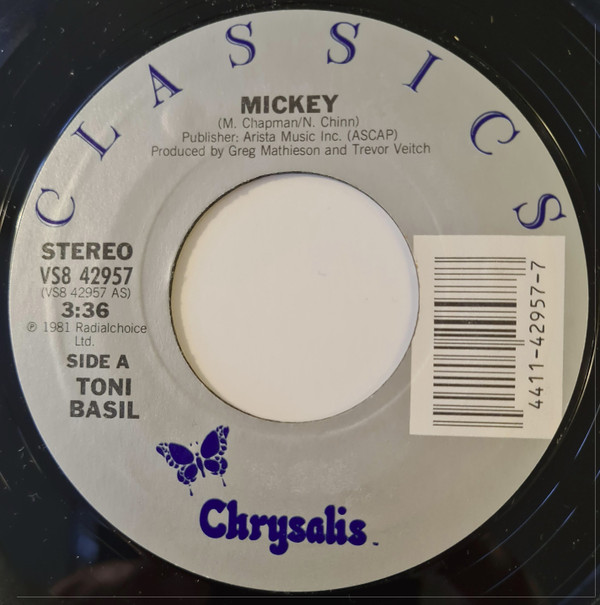 CLASSICS
MICKEY
(M. Chapman/N. Chinn)
Publisher: Arista Music Inc. (ASCAP)
Produced by Greg Mathieson and Trevor Veitch
STEREO
VS8 42957
(VS8 42957 AS)
3:36
℗ 1981 Radialchoice
Ltd.
SIDE A
TONI
BASIL
4411-42957-7
Chrysalis